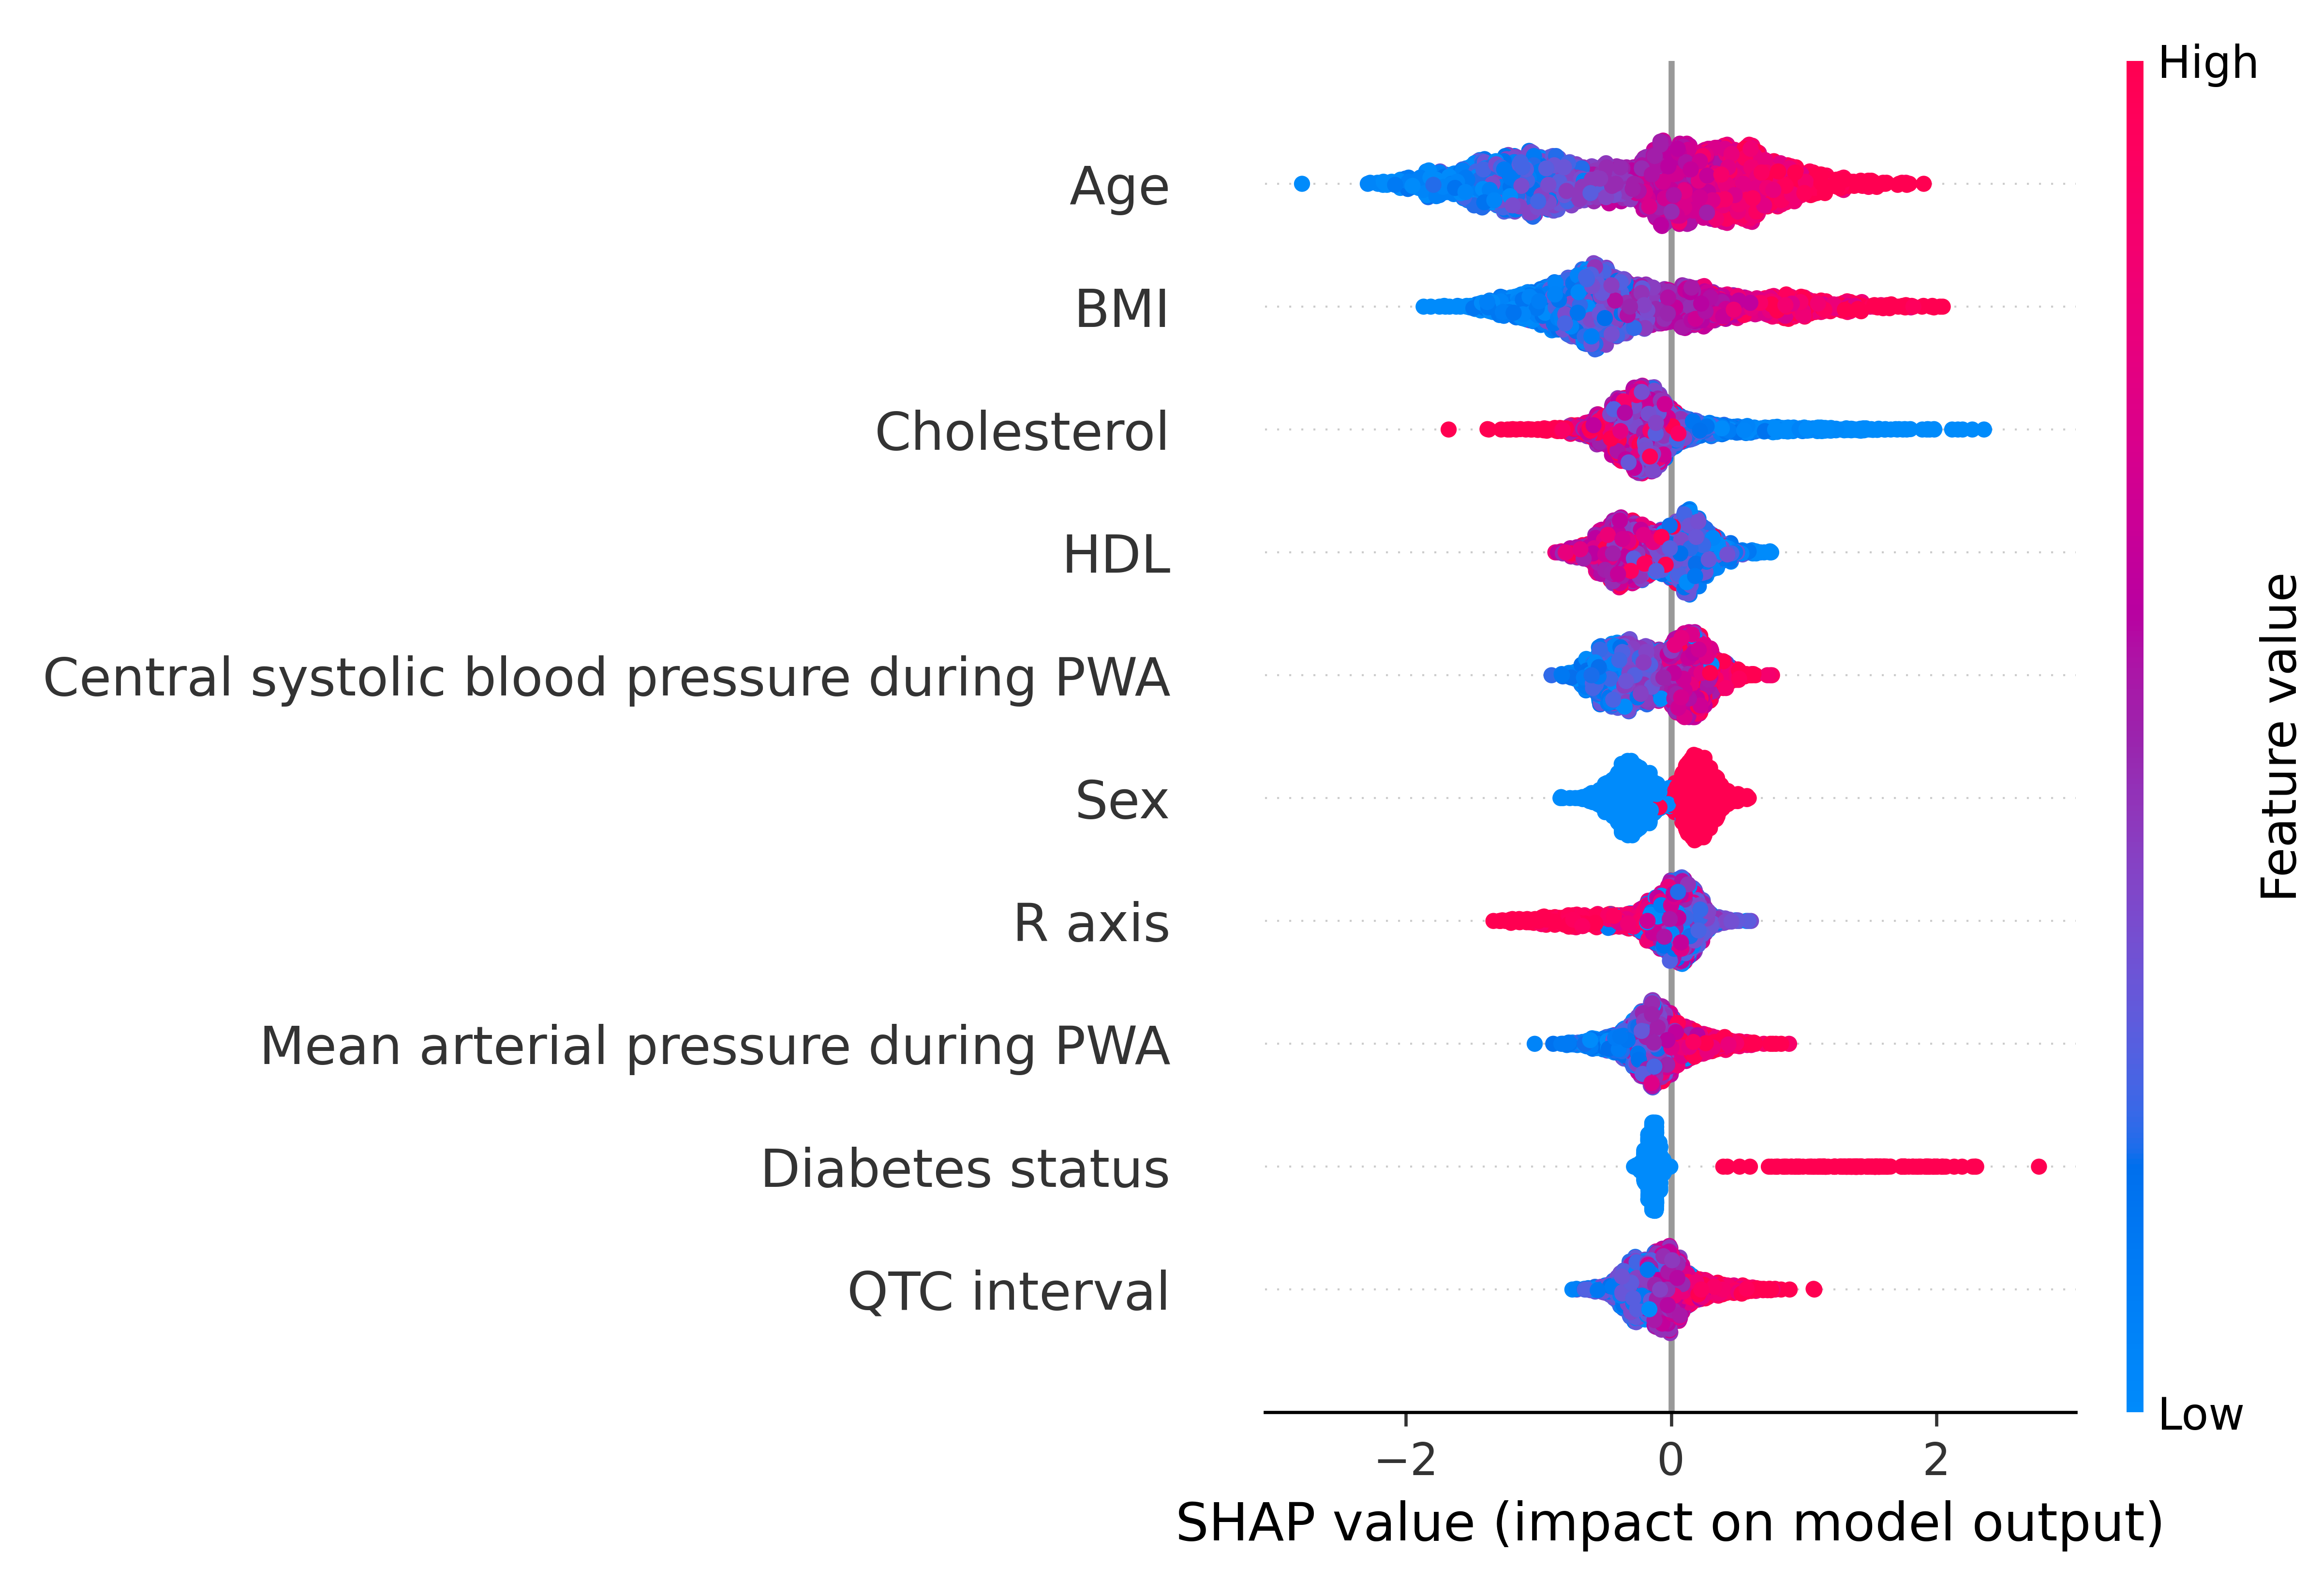 High
Age
BMI
Cholesterol
HDL
Central systolic blood pressure during PWA
Sex
R axis
Mean arterial pressure during PWA
Diabetes status
QTC interval
Feature value
Low
−2 0 2
SHAP value (impact on model output)